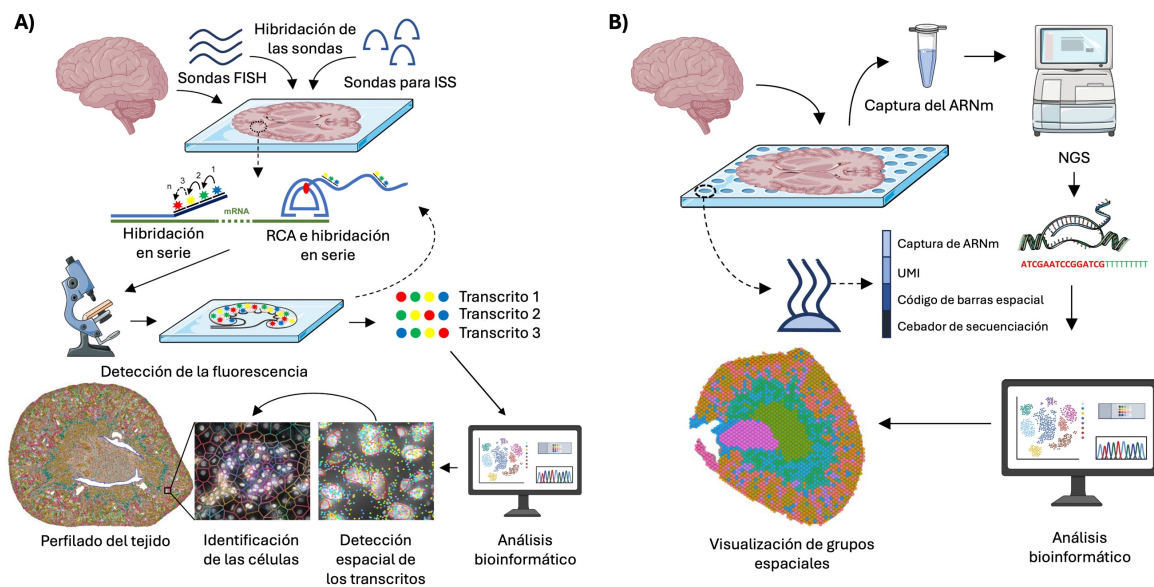 A)
Hibridación de
las sondas
Sondas FISH
Sondas para ISS
n 3 2 1
mRNA
Hibridación
en serie
RCA e hibridación
en serie
Transcrito 1
Transcrito 2
Transcrito 3
Detección de la fluorescencia
Perfilado del tejido
Identificación
de las células
Detección
espacial de
los transcritos
Análisis
bioinformático
B)
Captura del ARNm
NGS
ATCGAATCCGGATCGTTTTTTTTT
Captura de ARNm
UMI
Código de barras espacial
Cebador de secuenciación
Visualización de grupos
espaciales
Análisis
bioinformático